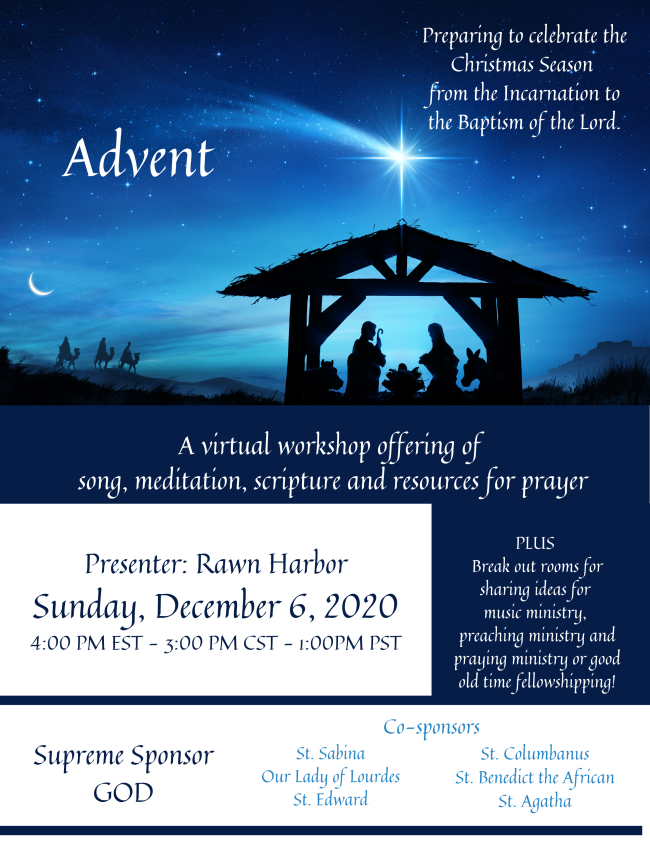 Preparing to celebrate the
Christmas Season
from the Incarnation to
the Baptism of the Lord.
Advent
A virtual workshop offering of
song, meditation, scripture and resources for prayer
Presenter: Rawn Harbor
Sunday, December 6, 2020
4:00 PM EST - 3:00 PM CST - 1:00PM PST
PLUS
Break out rooms for
sharing ideas for
music ministry,
preaching ministry and
praying ministry or good
old time fellowshipping!
Supreme Sponsor
GOD
Co-sponsors
St. Sabina
Our Lady of Lourdes
St. Edward
St. Columbanus
St. Benedict the African
St. Agatha